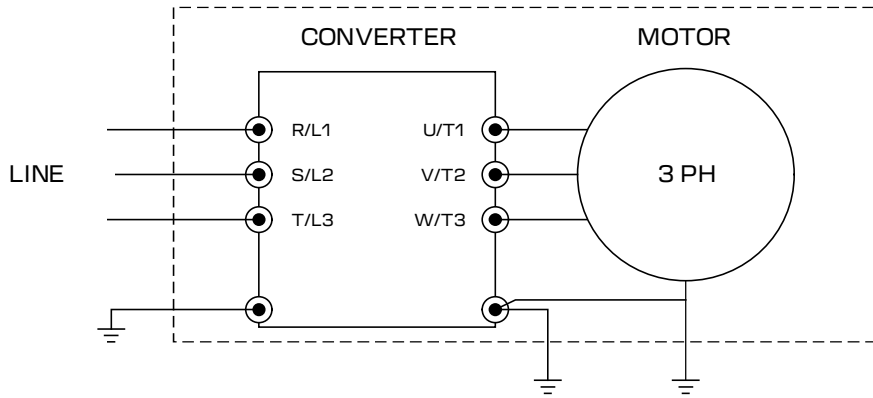 CONVERTER MOTOR
R/L1 U/T1
LINE S/L2 V/T2 3 PH
T/L3 W/T3